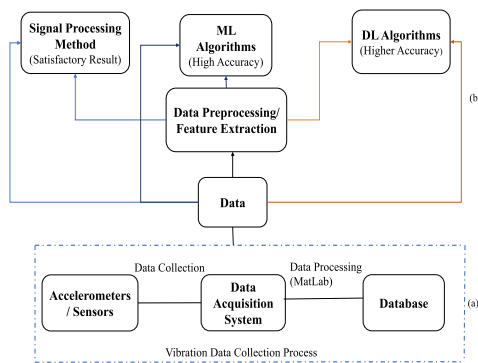 Signal Processing
Method
(Satisfactory Result)
ML
Algorithms
(High Accuracy)
DL Algorithms
(Higher Accuracy)
Data Preprocessing/
Feature Extraction
(b
Data
Data Collection
Data Processing
(MatLab)
Accelerometers
/ Sensors
Data
Acquisition
System
Database
(a)
Vibration Data Collection Process